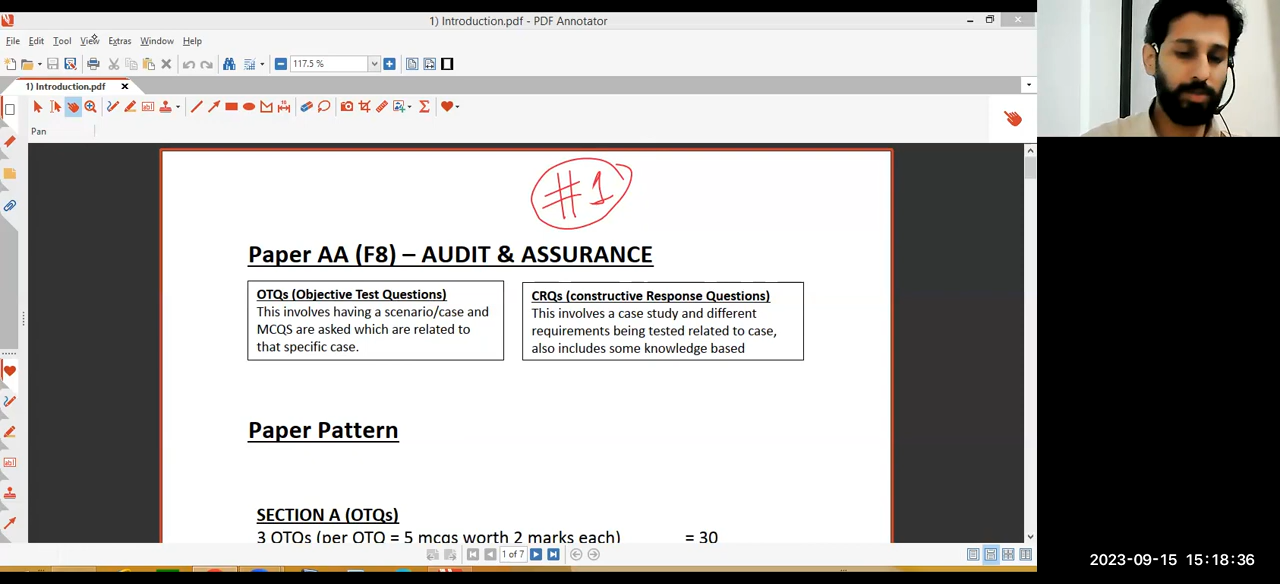 1) Introduction.pdf - PDF Annotator
File Edit Tool View Extras Window Help
117.5 %
1) Introduction.pdf
Pan
#1
Paper AA (F8) – AUDIT & ASSURANCE
OTQs (Objective Test Questions)
This involves having a scenario/case and
MCQS are asked which are related to
that specific case.
CRQs (constructive Response Questions)
This involves a case study and different
requirements being tested related to case,
also includes some knowledge based
Paper Pattern
SECTION A (OTQs)
3 OTQs (per OTQ = 5 mcqs worth 2 marks each) = 30
1 of 7
2023-09-15 15:18:36